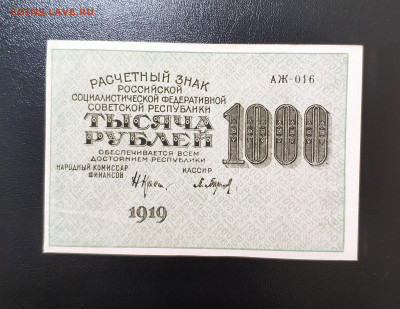 coins.lave.ru
РАСЧЕТНЫЙ ЗНАК
РОССИЙСКОЙ
СОЦИАЛИСТИЧЕСКОЙ ФЕДЕРАТИВНОЙ
СОВЕТСКОЙ РЕСПУБЛИКИ
ТЫСЯЧА
РУБЛЕЙ
ОБЕСПЕЧИВАЕТСЯ ВСЕМ
ДОСТОЯНИЕМ РЕСПУБЛИКИ
НАРОДНЫЙ КОМИССАР
ФИНАНСОВ
КАССИР
1919
АЖ-016
1000